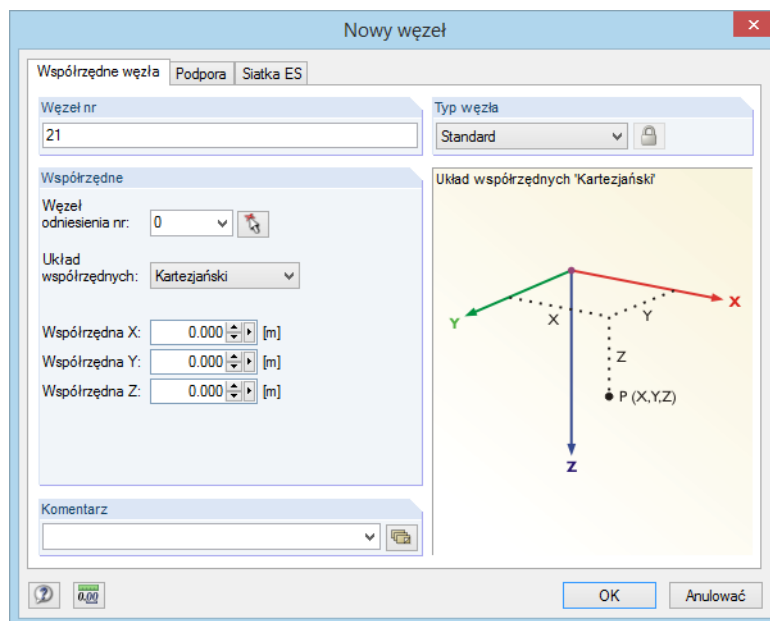 Nowy węzeł
Współrzędne węzła Podpora Siatka ES
Węzeł nr
21
Typ węzła
Standard
Współrzędne
Węzeł
odniesienia nr: 0
Układ
współrzędnych: Kartezjański
Współrzędna X: 0.000 [m]
Współrzędna Y: 0.000 [m]
Współrzędna Z: 0.000 [m]
Układ współrzędnych 'Kartezjański'
X
Y
X
Y
Z
P (X,Y,Z)
Z
Komentarz
0.00
OK Anulować